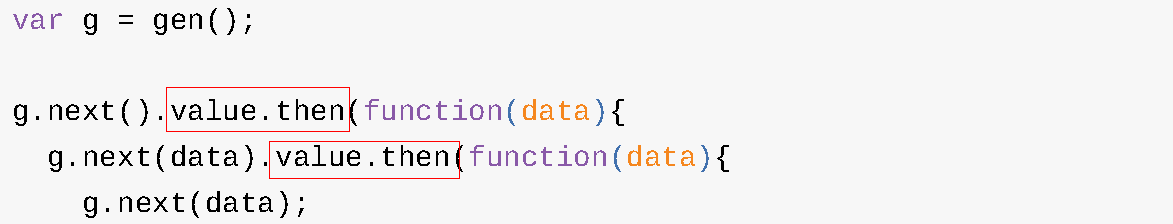 var g = gen();
g.next().value.then(function(data){
g.next(data).value.then(function(data){
g.next(data);